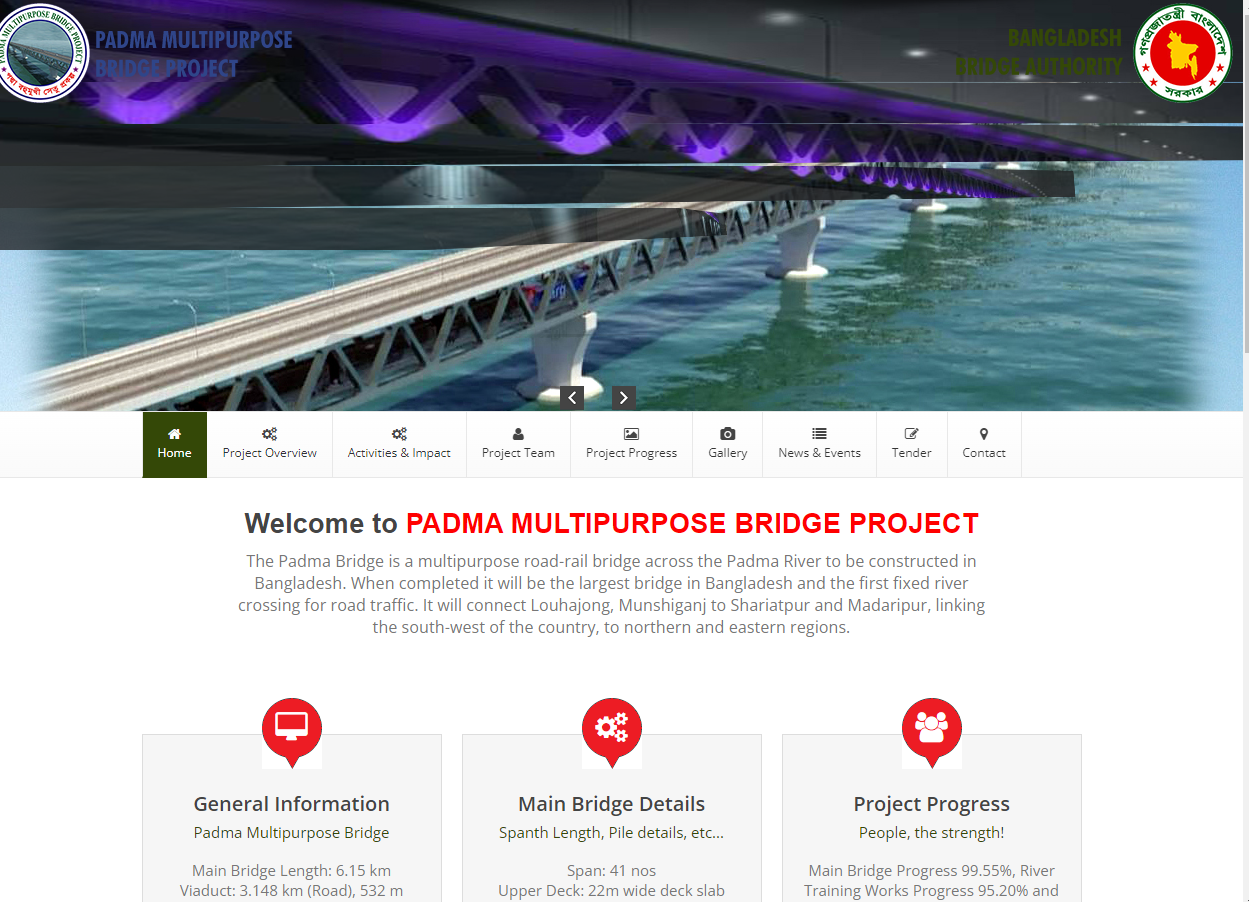 PADMA MULTIPURPOSE BRIDGE PROJECT
পদ্মা বহুমুখী সেতু প্রকল্প
PADMA MULTIPURPOSE
BRIDGE PROJECT
BANGLADESH
BRIDGE AUTHORITY
গণপ্রজাতন্ত্রী বাংলাদেশ
সরকার
Home
Project Overview
Activities & Impact
Project Team
Project Progress
Gallery
News & Events
Tender
Contact
Welcome to PADMA MULTIPURPOSE BRIDGE PROJECT
The Padma Bridge is a multipurpose road-rail bridge across the Padma River to be constructed in
Bangladesh. When completed it will be the largest bridge in Bangladesh and the first fixed river
crossing for road traffic. It will connect Louhajong, Munshiganj to Shariatpur and Madaripur, linking
the south-west of the country, to northern and eastern regions.
General Information
Padma Multipurpose Bridge
Main Bridge Length: 6.15 km
Viaduct: 3.148 km (Road), 532 m
Main Bridge Details
Spanth Length, Pile details, etc...
Span: 41 nos
Upper Deck: 22m wide deck slab
Project Progress
People, the strength!
Main Bridge Progress 99.55%, River
Training Works Progress 95.20% and